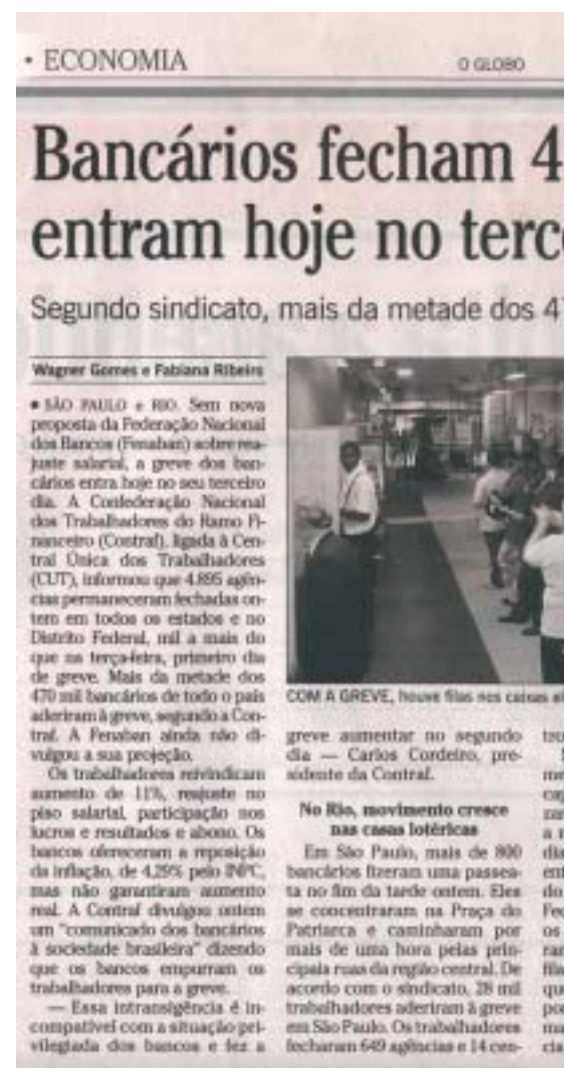 • ECONOMIA
O GLOBO
Bancários fecham 4
entram hoje no terc
Segundo sindicato, mais da metade dos 4
Wagner Gomes e Fabiana Ribeiro
• SÃO PAULO e RIO. Sem nova
proposta da Federação Nacional
dos Bancos (Fenaban) sobre rea-
juste salarial, a greve dos ban-
cários entra hoje no seu terceiro
dia. A Confederação Nacional
dos Trabalhadores do Ramo Fi-
nanceiro (Contraf), ligada à Cen-
tral Única dos Trabalhadores
(CUT), informou que 4.895 agên-
cias permaneceram fechadas on-
tem em todos os estados e no
Distrito Federal, mil a mais do
que na terça-feira, primeiro dia
de greve. Mais da metade dos
470 mil bancários de todo o país
aderiram à greve, segundo a Con-
traf. A Fenaban ainda não di-
vulgou a sua projeção.
Os trabalhadores reivindicam
aumento de 11%, reajuste no
piso salarial, participação nos
lucros e resultados e abono. Os
bancos ofereceram a reposição
da inflação, de 4,29% pelo INPC,
mas não garantiram aumento
real. A Contraf divulgou ontem
um "comunicado dos bancários
à sociedade brasileira" dizendo
que os bancos empurram os
trabalhadores para a greve.
— Essa intransigência é in-
compatível com a situação pri-
vilegiada dos bancos e fez a
COM A GREVE, houve filas nos caixas
greve aumentar no segundo
dia — Carlos Cordeiro, pre-
sidente da Contraf.
No Rio, movimento cresce
nas casas lotéricas
Em São Paulo, mais de 800
bancários fizeram uma passea-
ta no fim da tarde ontem. Eles
se concentraram na Praça do
Patriarca e caminharam por
mais de uma hora pelas prin-
cipais ruas da região central. De
acordo com o sindicato, 28 mil
trabalhadores aderiram à greve
em São Paulo. Os trabalhadores
fecharam 649 agências e 14 cen-